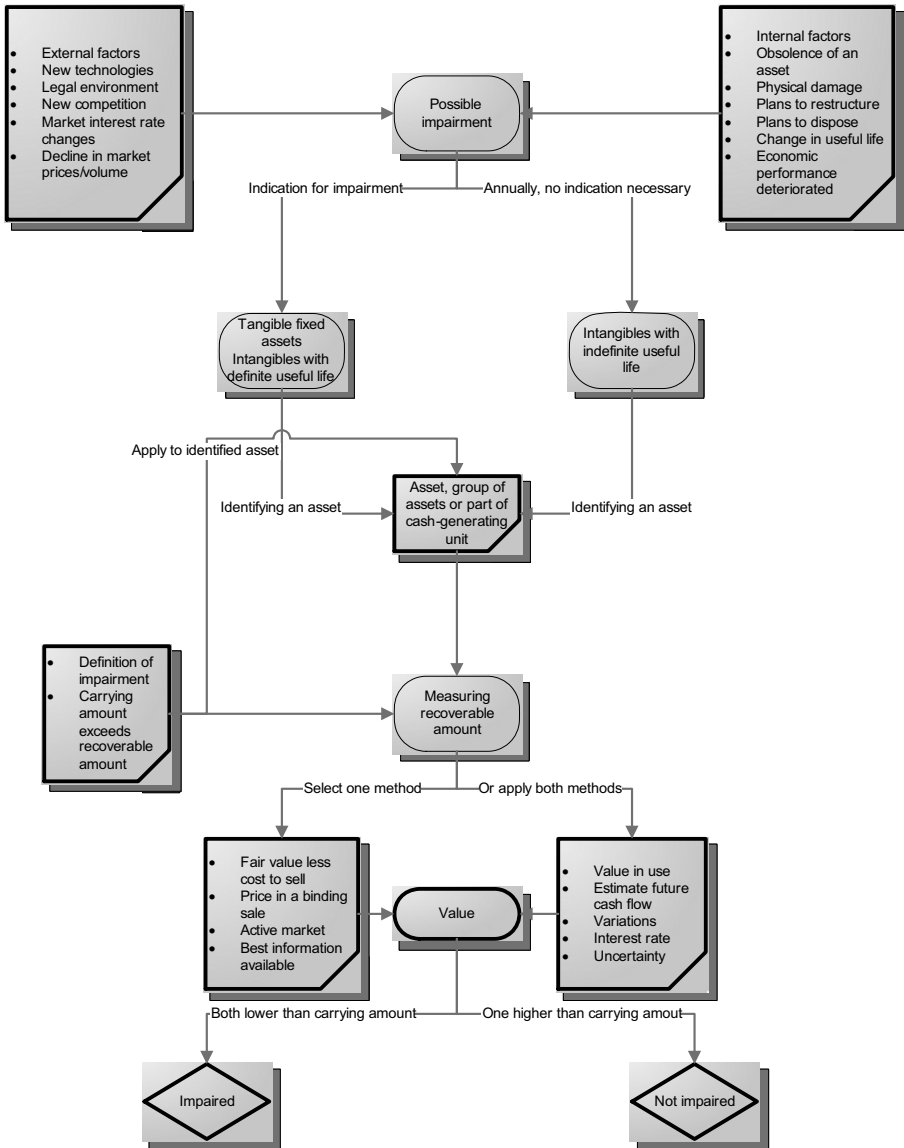 External factors
New technologies
Legal environment
New competition
Market interest rate
changes
Decline in market
prices/volume
Possible
impairment
Internal factors
Obsolence of an
asset
Physical damage
Plans to restructure
Plans to dispose
Change in useful life
Economic
performance
deteriorated
Indication for impairment
Annually, no indication necessary
Tangible fixed
assets
Intangibles with
definite useful life
Intangibles with
indefinite useful
life
Apply to identified asset
Identifying an asset
Asset, group of
assets or part of
cash-generating
unit
Identifying an asset
Definition of
impairment
Carrying
amount
exceeds
recoverable
amount
Measuring
recoverable
amount
Select one method
Or apply both methods
Fair value less
cost to sell
Price in a binding
sale
Active market
Best information
available
Value
Value in use
Estimate future
cash flow
Variations
Interest rate
Uncertainty
Both lower than carrying amount
One higher than carrying amout
Impaired
Not impaired